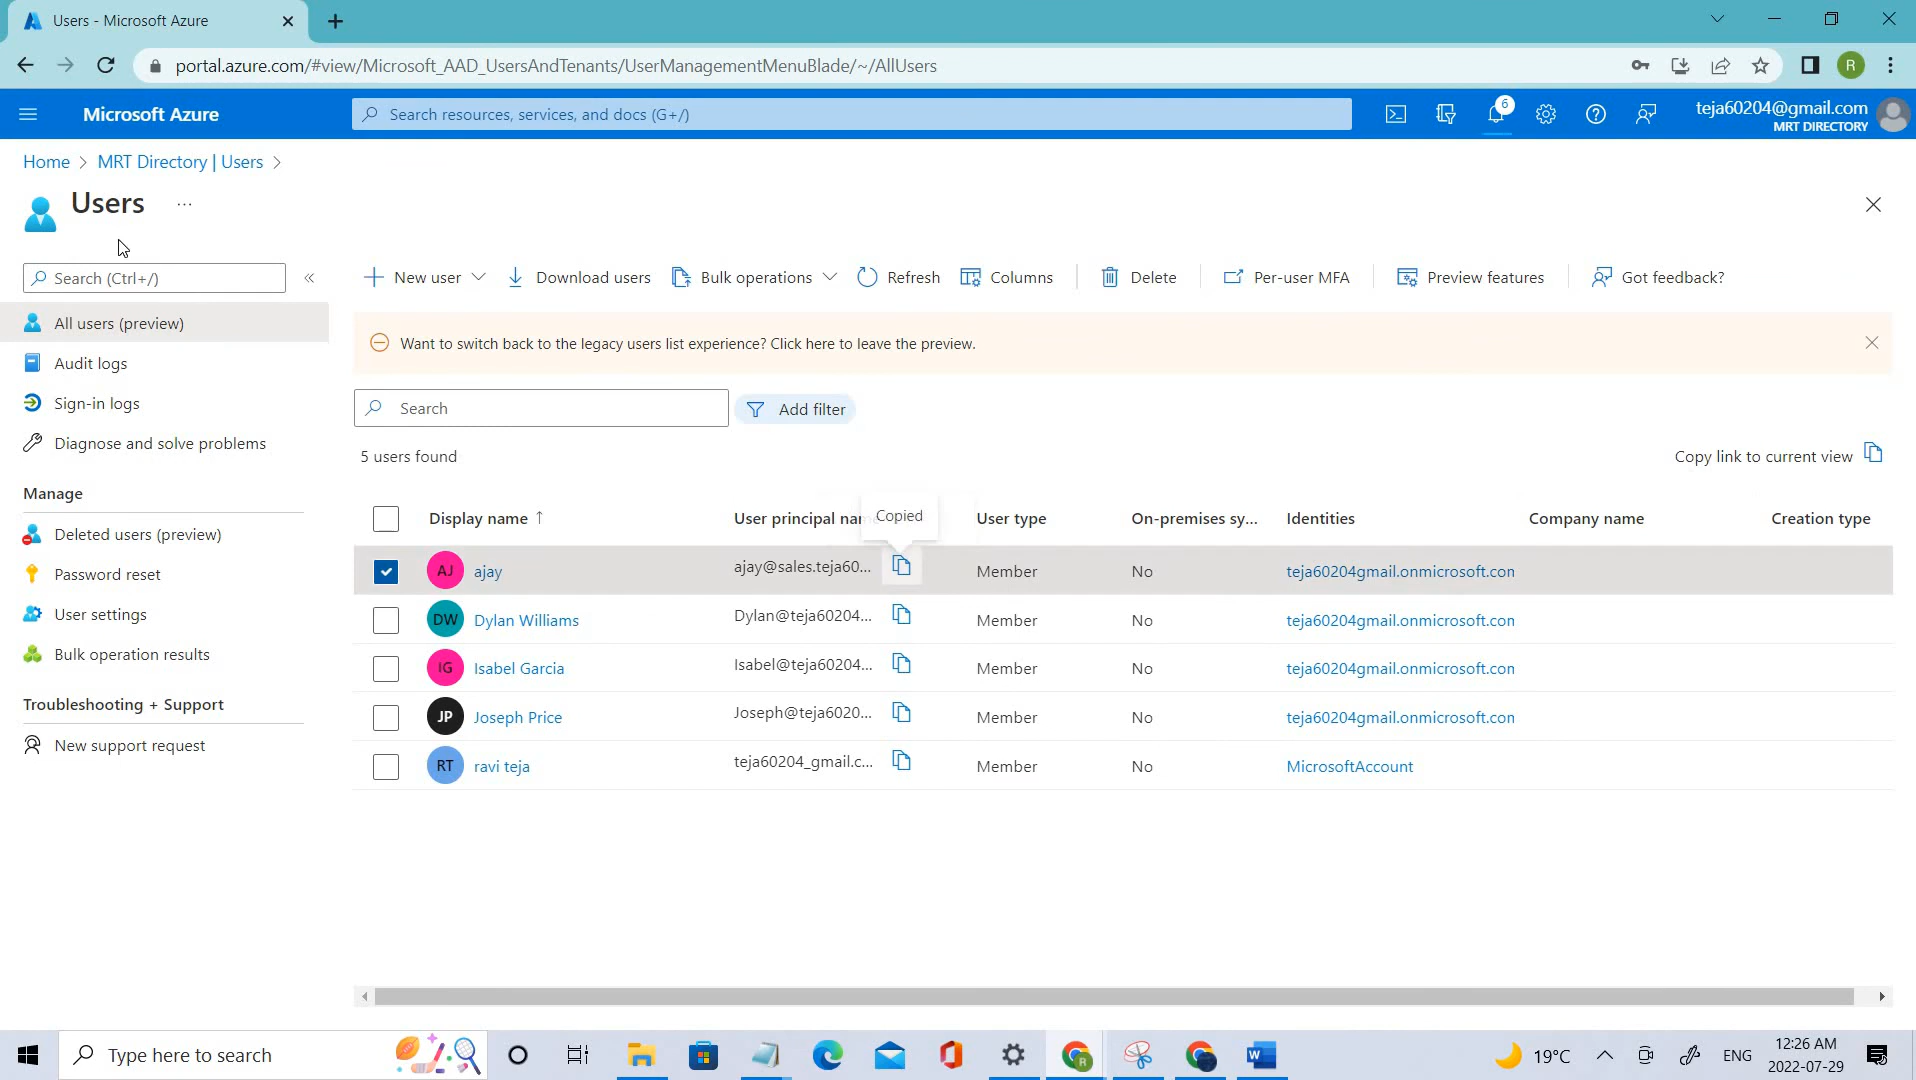 Users - Microsoft Azure
portal.azure.com/#view/Microsoft_AAD_UsersAndTenants/UserManagementMenuBlade/~/AllUsers
R
Microsoft Azure
Search resources, services, and docs (G+/)
6
teja60204@gmail.com
MRT DIRECTORY
Home > MRT Directory | Users >
Users ...
Search (Ctrl+/)
«
All users (preview)
Audit logs
Sign-in logs
Diagnose and solve problems
Manage
Deleted users (preview)
Password reset
User settings
Bulk operation results
Troubleshooting + Support
New support request
New user Download users Bulk operations Refresh Columns Delete Per-user MFA Preview features Got feedback?
Want to switch back to the legacy users list experience? Click here to leave the preview.
Search
Add filter
5 users found
Copy link to current view
Copied
Display name ↑ User principal nam User type On-premises sy... Identities Company name Creation type
AJ ajay ajay@sales.teja60... Member No teja60204gmail.onmicrosoft.con
DW Dylan Williams Dylan@teja60204... Member No teja60204gmail.onmicrosoft.con
IG Isabel Garcia Isabel@teja60204... Member No teja60204gmail.onmicrosoft.con
JP Joseph Price Joseph@teja6020... Member No teja60204gmail.onmicrosoft.con
RT ravi teja teja60204_gmail.c... Member No MicrosoftAccount
Type here to search
19°C
ENG
12:26 AM
2022-07-29